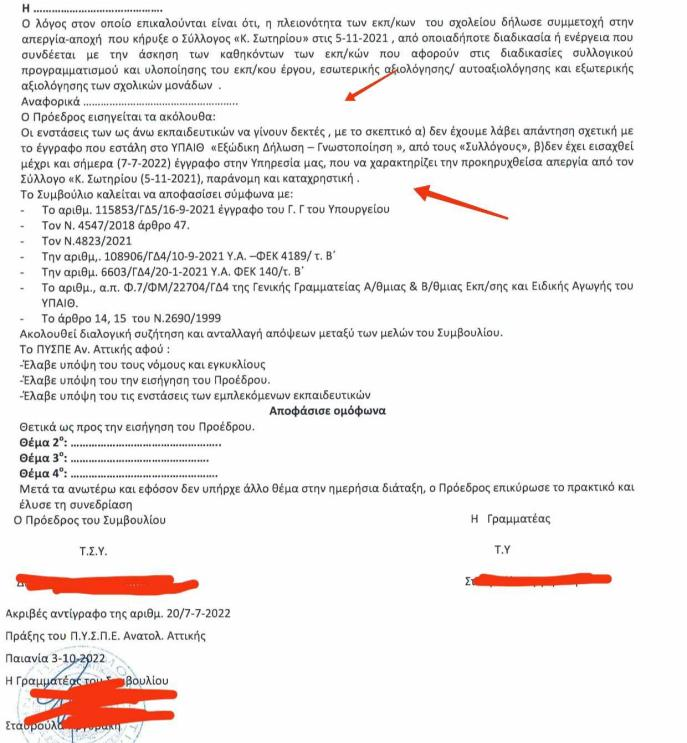 Η ...............................................
Ο λόγος στον οποίο επικαλούνται είναι ότι, η πλειονότητα των εκπ/κων του σχολείου δήλωσε συμμετοχή στην
απεργία-αποχή που κήρυξε ο Σύλλογος «Κ. Σωτηρίου» στις 5-11-2021 , από οποιαδήποτε διαδικασία ή ενέργεια που
συνδέεται με την άσκηση των καθηκόντων των εκπ/κών που αφορούν στις διαδικασίες συλλογικού
προγραμματισμού και υλοποίησης του εκπ/κου έργου, εσωτερικής αξιολόγησης/ αυτοαξιολόγησης και εξωτερικής
αξιολόγησης των σχολικών μονάδων .
Αναφορικά ...............................................
Ο Πρόεδρος εισηγείται τα ακόλουθα:
Οι ενστάσεις των ως άνω εκπαιδευτικών να γίνουν δεκτές , με το σκεπτικό α) δεν έχουμε λάβει απάντηση σχετική με
το έγγραφο που εστάλη στο ΥΠΑΙΘ «Εξώδικη Δήλωση – Γνωστοποίηση », από τους «Συλλόγους», β)δεν έχει εισαχθεί
μέχρι και σήμερα (7-7-2022) έγγραφο στην Υπηρεσία μας, που να χαρακτηρίζει την προκηρυχθείσα απεργία από τον
Σύλλογο «Κ. Σωτηρίου (5-11-2021), παράνομη και καταχρηστική .
Το Συμβούλιο καλείται να αποφασίσει σύμφωνα με:
- Το αριθμ. 115853/ΓΔ5/16-9-2021 έγγραφο του Γ. Γ του Υπουργείου
- Τον Ν. 4547/2018 άρθρο 47.
- Τον Ν.4823/2021
- Την αριθμ,. 108906/ΓΔ4/10-9-2021 Υ.Α. –ΦΕΚ 4189/ τ. Β΄
- Την αριθμ. 6603/ΓΔ4/20-1-2021 Υ.Α. ΦΕΚ 140/τ. Β΄
- Το αριθμ., α.π. Φ.7/ΦΜ/22704/ΓΔ4 της Γενικής Γραμματείας Α/θμιας & Β/θμιας Εκπ/σης και Ειδικής Αγωγής του
ΥΠΑΙΘ.
- Το άρθρο 14, 15 του Ν.2690/1999
Ακολουθεί διαλογική συζήτηση και ανταλλαγή απόψεων μεταξύ των μελών του Συμβουλίου.
Το ΠΥΣΠΕ Αν. Αττικής αφού :
-Έλαβε υπόψη του τους νόμους και εγκυκλίους
-Έλαβε υπόψη του την εισήγηση του Προέδρου.
-Έλαβε υπόψη του τις ενστάσεις των εμπλεκόμενων εκπαιδευτικών
Αποφάσισε ομόφωνα
Θετικά ως προς την εισήγηση του Προέδρου.
Θέμα 2ο: ...............................................
Θέμα 3ο: ...........................................
Θέμα 4ο: .............................................
Μετά τα ανωτέρω και εφόσον δεν υπήρχε άλλο θέμα στην ημερήσια διάταξη, ο Πρόεδρος επικύρωσε το πρακτικό και
έλυσε τη συνεδρίαση
Ο Πρόεδρος του Συμβουλίου Η Γραμματέας
Τ.Σ.Υ. Τ.Υ
Ακριβές αντίγραφο της αριθμ. 20/7-7-2022
Πράξης του Π.Υ.Σ.Π.Ε. Ανατολ. Αττικής
Παιανία 3-10-2022
Η Γραμματέας του Συμβουλίου
Σταυρούλα